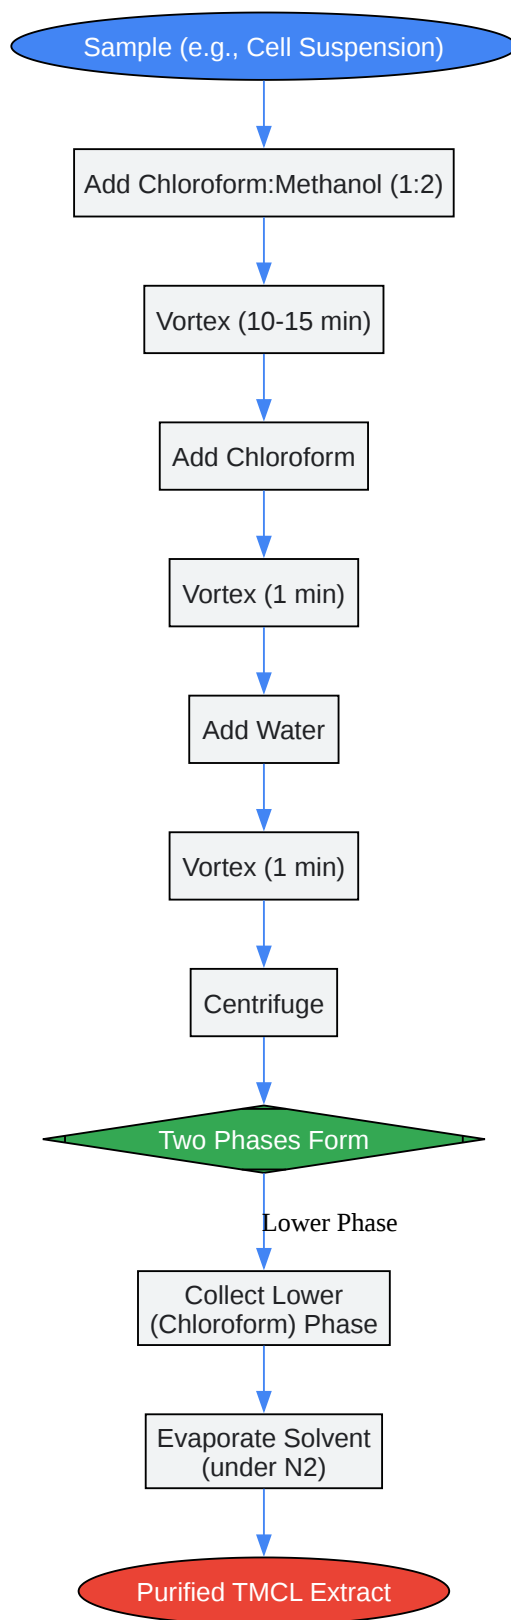 Sample (e.g., Cell Suspension)
Add Chloroform:Methanol (1:2)
Vortex (10-15 min)
Add Chloroform
Vortex (1 min)
Add Water
Vortex (1 min)
Centrifuge
Two Phases Form
Lower Phase
Collect Lower
(Chloroform) Phase
Evaporate Solvent
(under N2)
Purified TMCL Extract